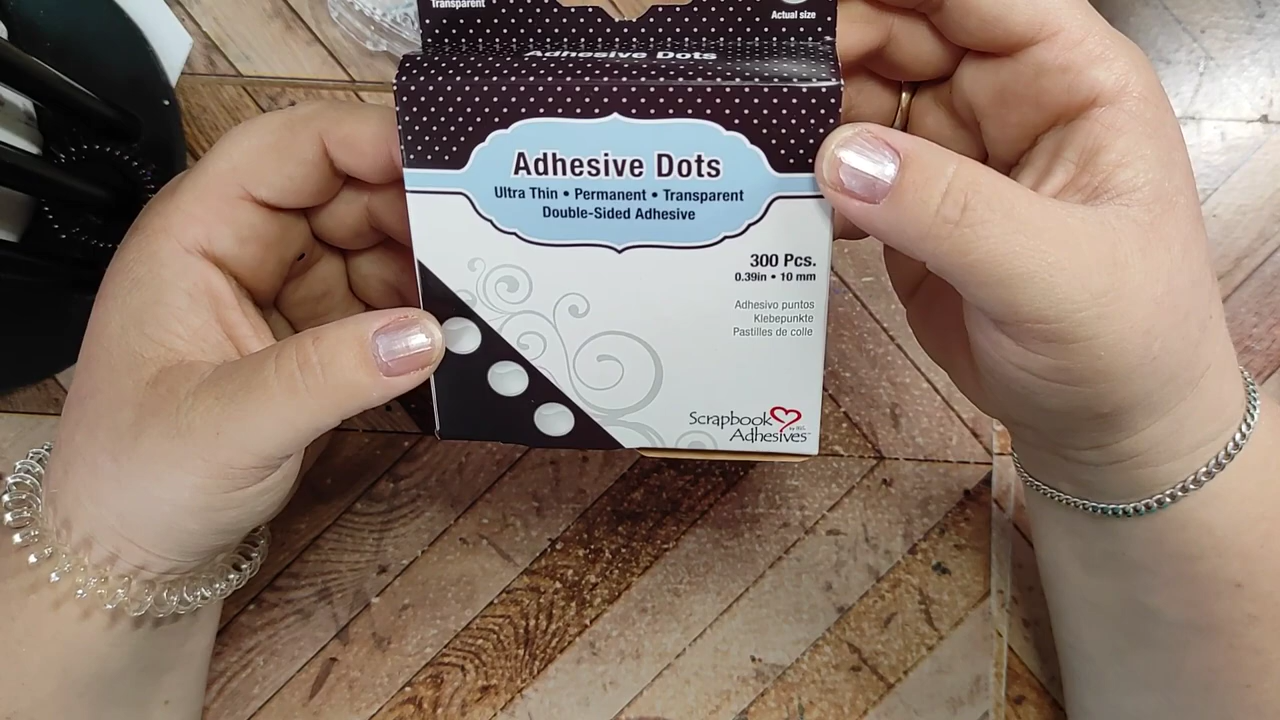 Transparent
Actual size
Adhesive Dots
Adhesive Dots
Ultra Thin • Permanent • Transparent
Double-Sided Adhesive
300 Pcs.
0.39in • 10 mm
Adhesivo puntos
Klebepunkte
Pastilles de colle
Scrapbook
Adhesives